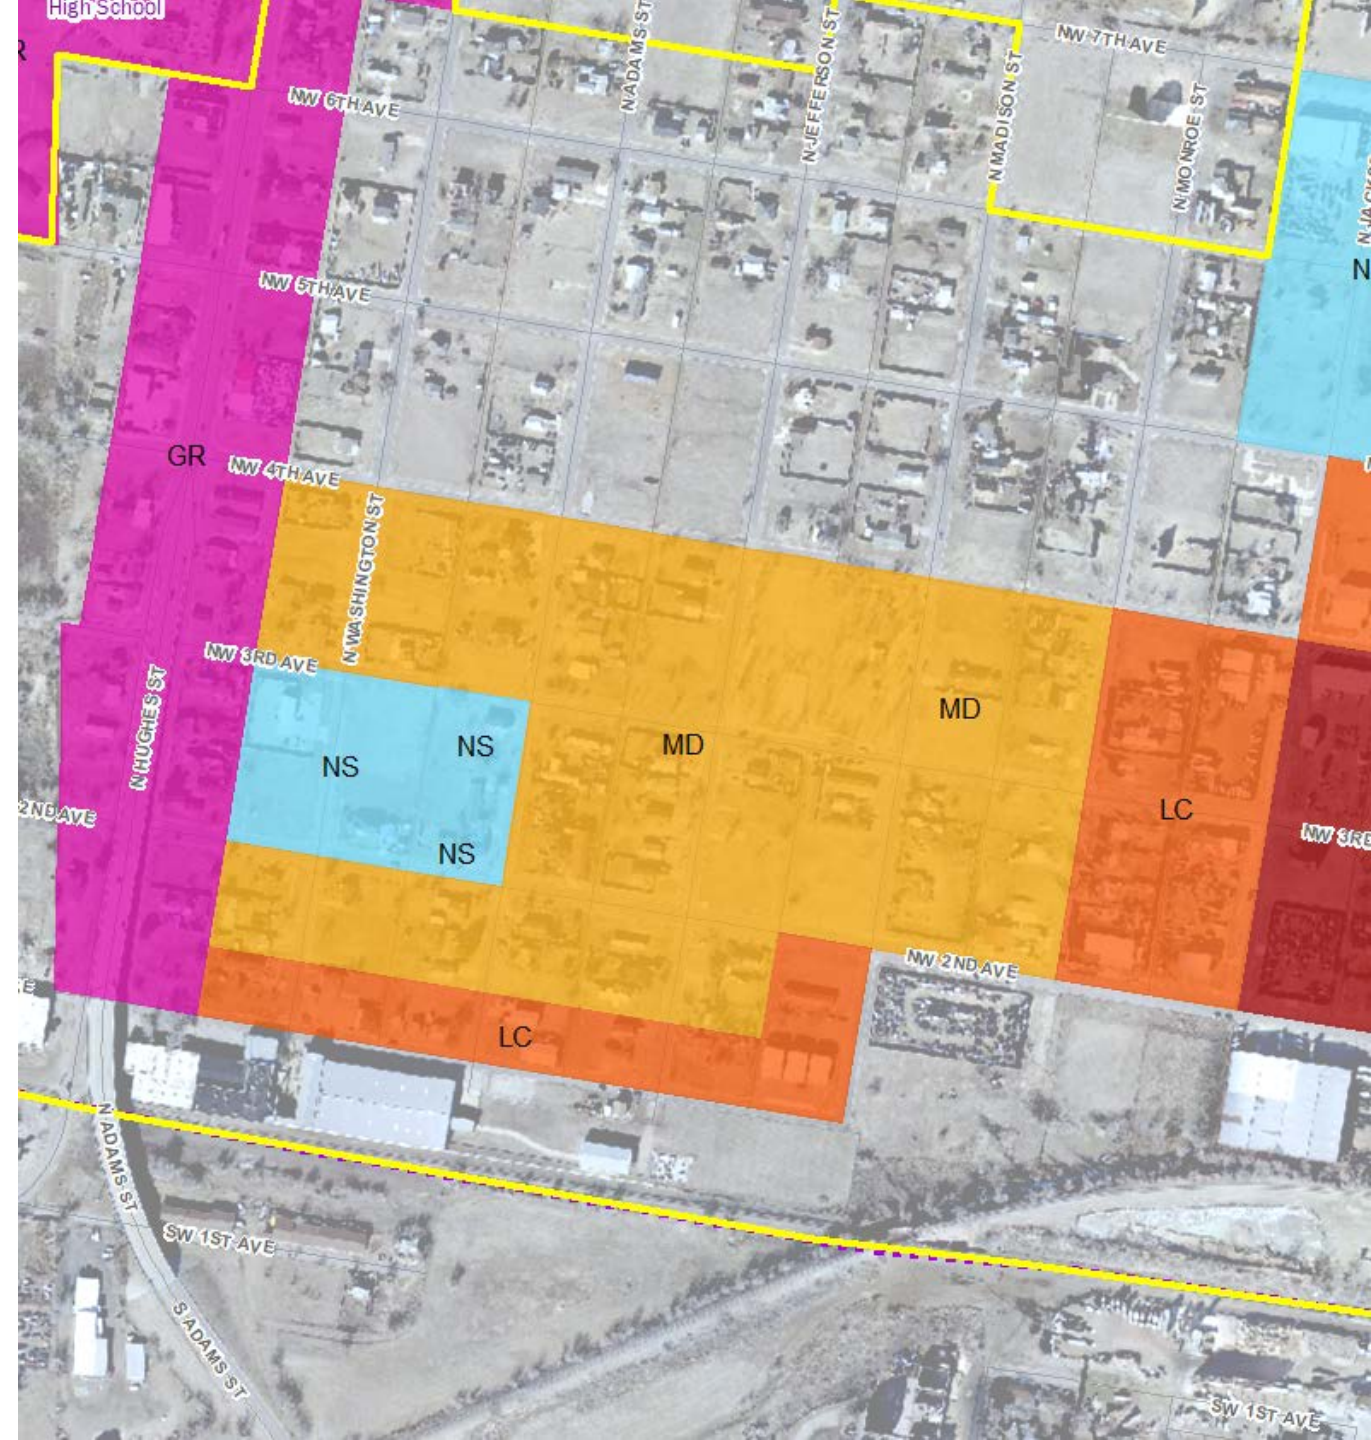 High School
R
NW 6TH AVE
N ADAMS ST
N JEFFERSON ST
N MADISON ST
NW 7TH AVE
N MONROE ST
NW 5TH AVE
N
GR
NW 4TH AVE
N WASHINGTON ST
NW 3RD AVE
N HUGHES ST
NS
NS
NS
MD
MD
LC
2ND AVE
NW 3R
NW 2ND AVE
E
LC
N ADAMS ST
SW 1ST AVE
S ADAMS ST
SW 1ST AVE